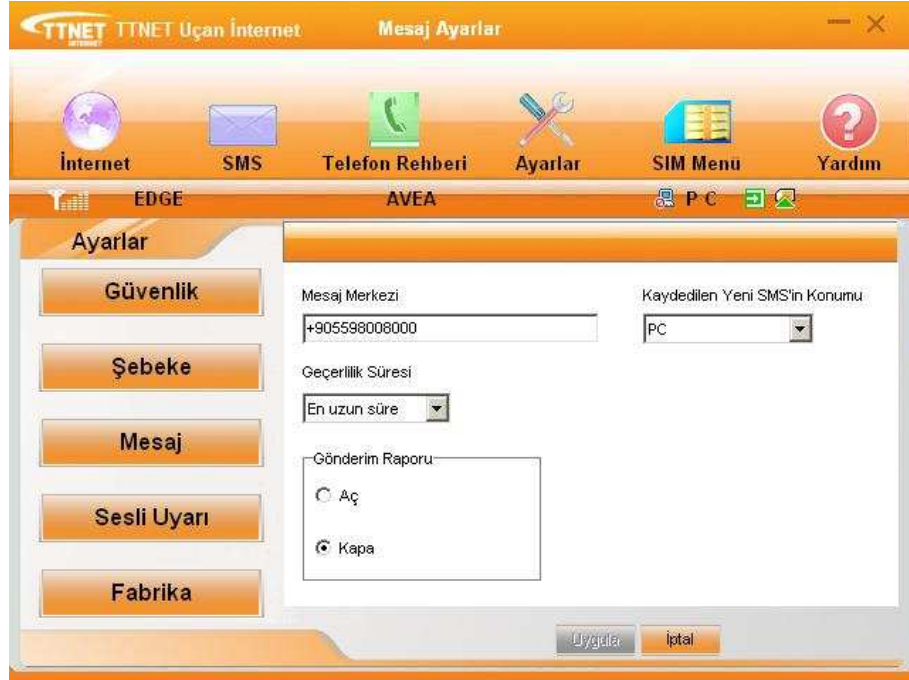 TTNET INTERNET TTNET Uçan İnternet Mesaj Ayarlar
İnternet SMS Telefon Rehberi Ayarlar SIM Menü Yardım
EDGE AVEA PC
Ayarlar
Güvenlik
Şebeke
Mesaj
Sesli Uyarı
Fabrika
Mesaj Merkezi
+905598008000
Kaydedilen Yeni SMS'in Konumu
PC
Geçerlilik Süresi
En uzun süre
Gönderim Raporu
Aç
Kapa
Uygula İptal